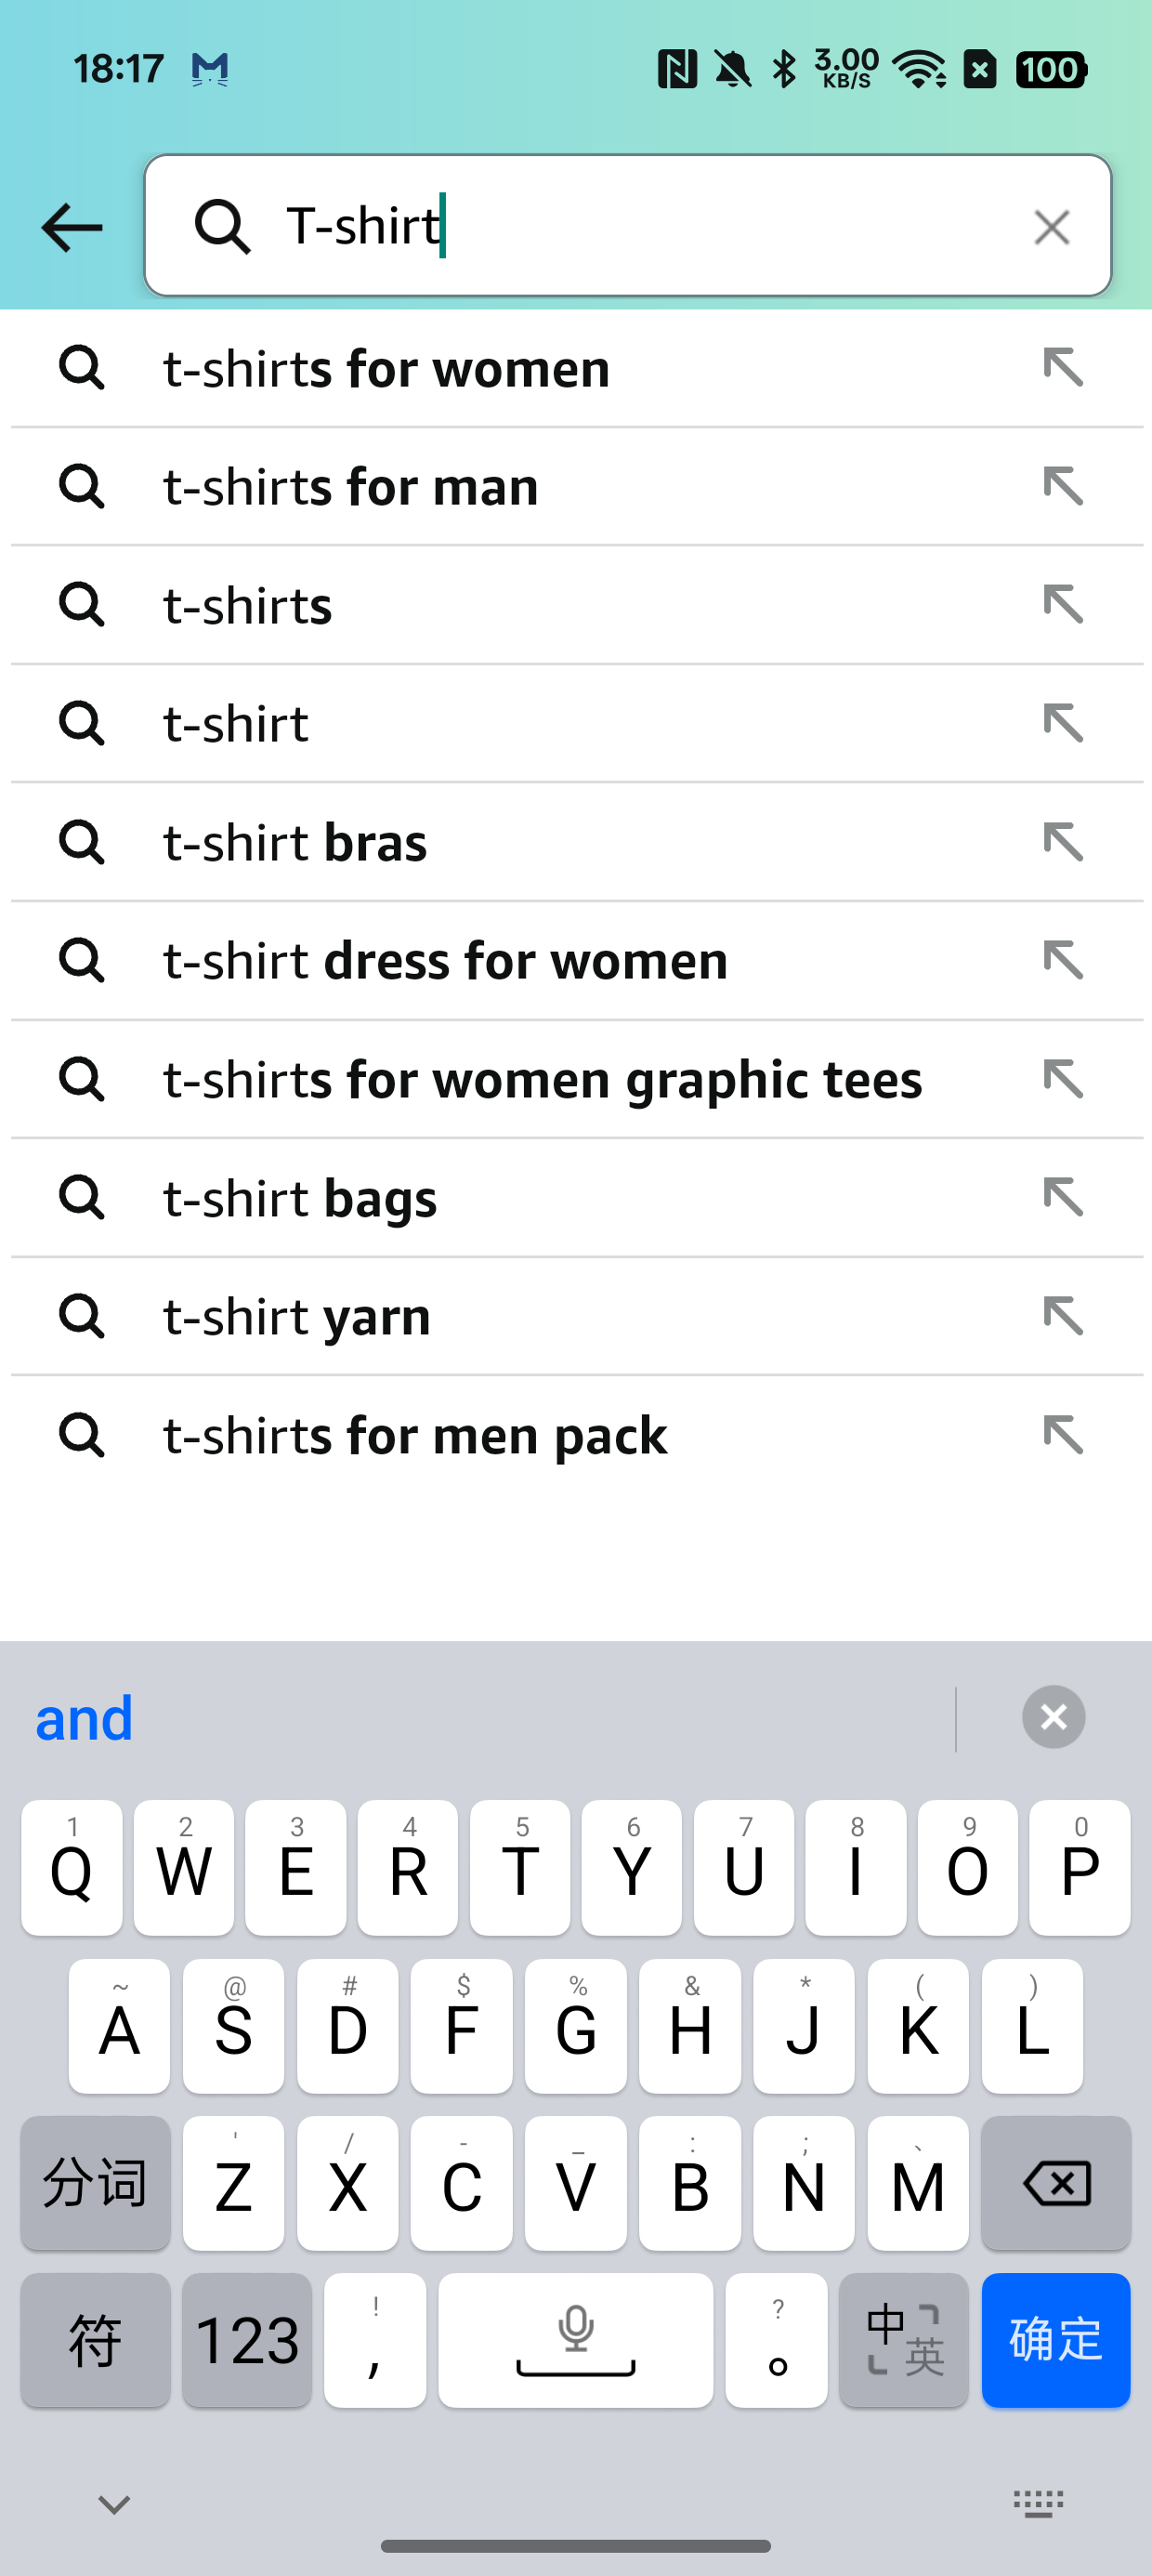 18:17 3.00 KB/S 100
T-shirt
t-shirts for women
t-shirts for man
t-shirts
t-shirt
t-shirt bras
t-shirt dress for women
t-shirts for women graphic tees
t-shirt bags
t-shirt yarn
t-shirts for men pack
and
1 2 3 4 5 6 7 8 9 0
Q W E R T Y U I O P
~ @ # $ % & * ( )
A S D F G H J K L
' / - _ : ; 、
分词 Z X C V B N M
! ?
符 123 , 。 中 英 确定